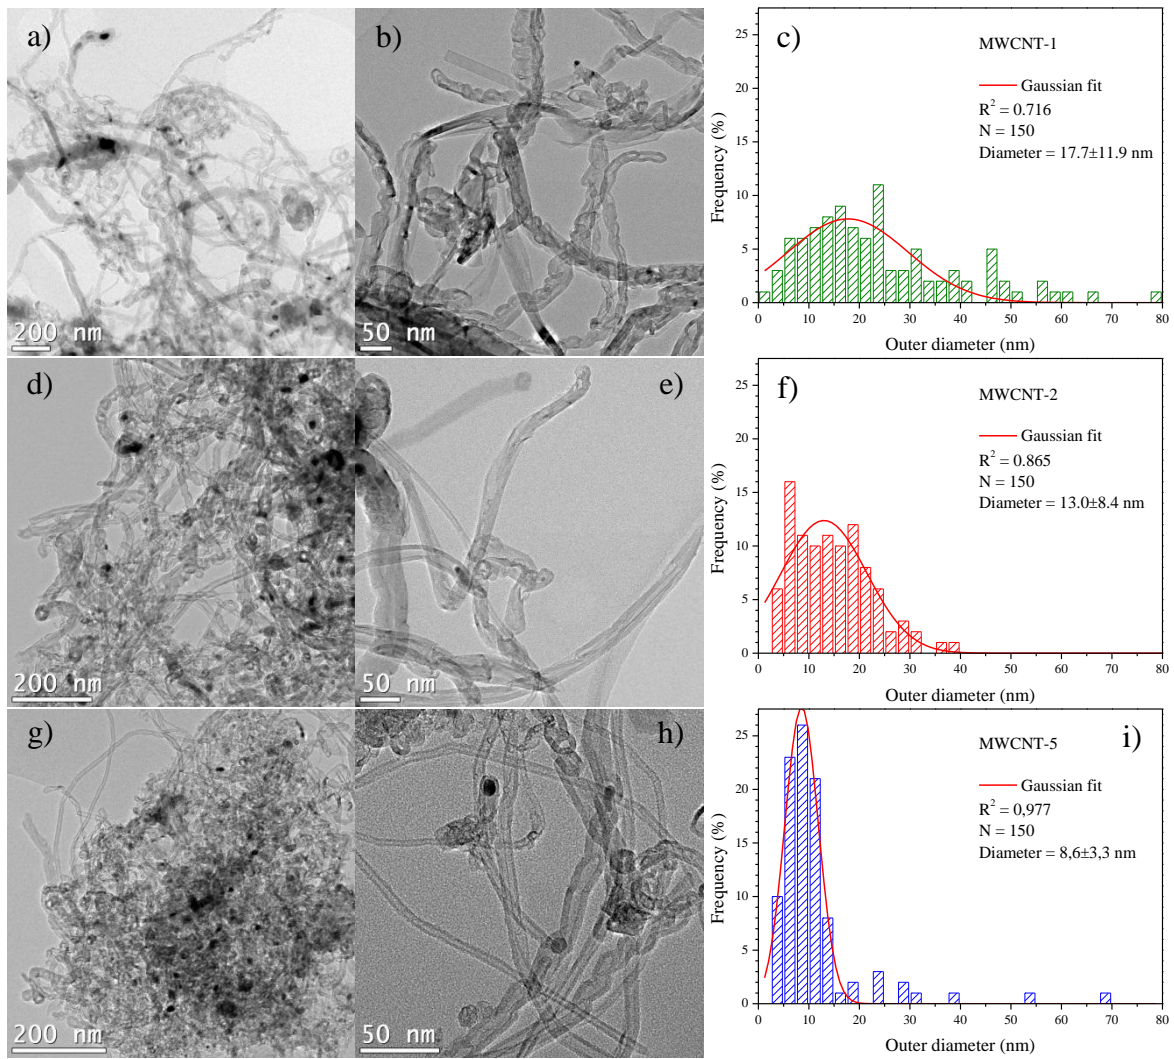 a)
200 nm
b)
50 nm
c)
MWCNT-1
Gaussian fit
R² = 0.716
N = 150
Diameter = 17.7±11.9 nm
Frequency (%)
0 5 10 15 20 25
0 10 20 30 40 50 60 70 80
Outer diameter (nm)
d)
200 nm
e)
50 nm
f)
MWCNT-2
Gaussian fit
R² = 0.865
N = 150
Diameter = 13.0±8.4 nm
Frequency (%)
0 5 10 15 20 25
0 10 20 30 40 50 60 70 80
Outer diameter (nm)
g)
200 nm
h)
50 nm
i)
MWCNT-5
Gaussian fit
R² = 0,977
N = 150
Diameter = 8,6±3,3 nm
Frequency (%)
0 5 10 15 20 25
0 10 20 30 40 50 60 70 80
Outer diameter (nm)